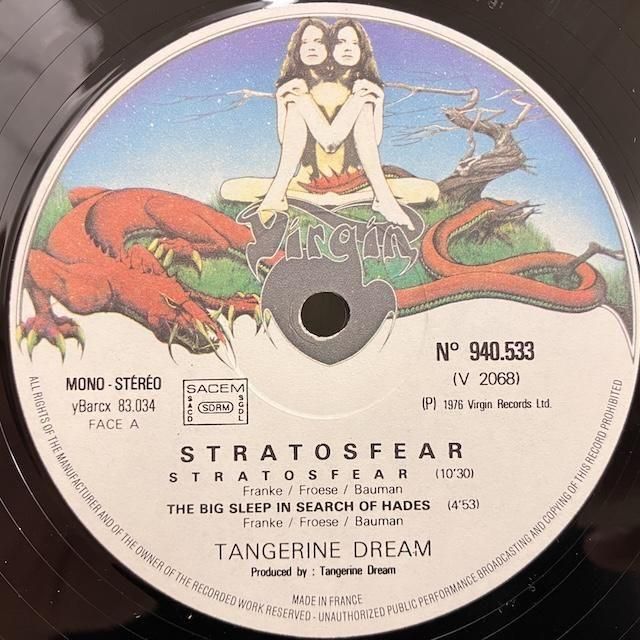 Virgin
Nº 940.533
(V 2068)
(P) 1976 Virgin Records Ltd.
MONO - STÉRÉO
yBarcx 83.034
FACE A
SACEM
SACD
SDRM
SGDL
STRATOSFEAR
STRATOSFEAR (10'30)
Franke / Froese / Bauman
THE BIG SLEEP IN SEARCH OF HADES (4'53)
Franke / Froese / Bauman
TANGERINE DREAM
Produced by : Tangerine Dream
MADE IN FRANCE
ALL RIGHTS OF THE MANUFACTURER AND OF THE OWNER OF THE RECORDED WORK RESERVED - UNAUTHORIZED PUBLIC PERFORMANCE BROADCASTING AND COPYING OF THIS RECORD PROHIBITED